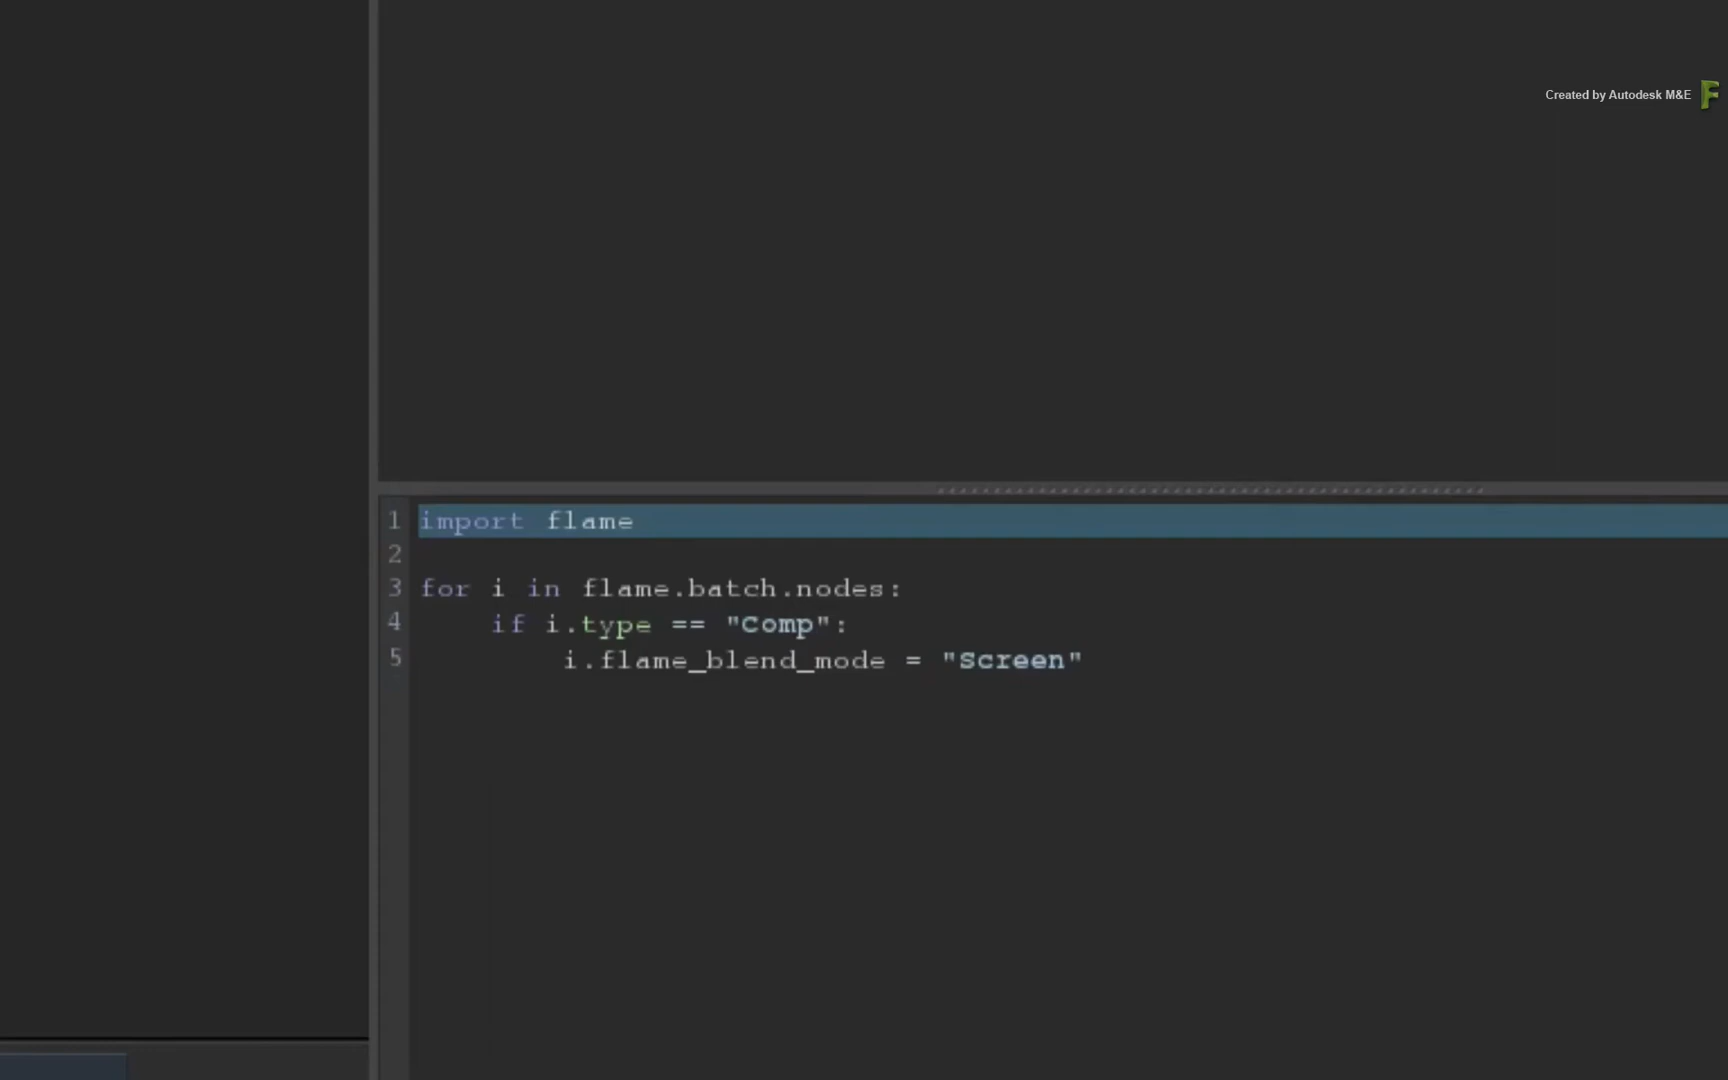 Created by Autodesk M&E F
1 import flame
2
3 for i in flame.batch.nodes:
4 if i.type == "Comp":
5 i.flame_blend_mode = "Screen"